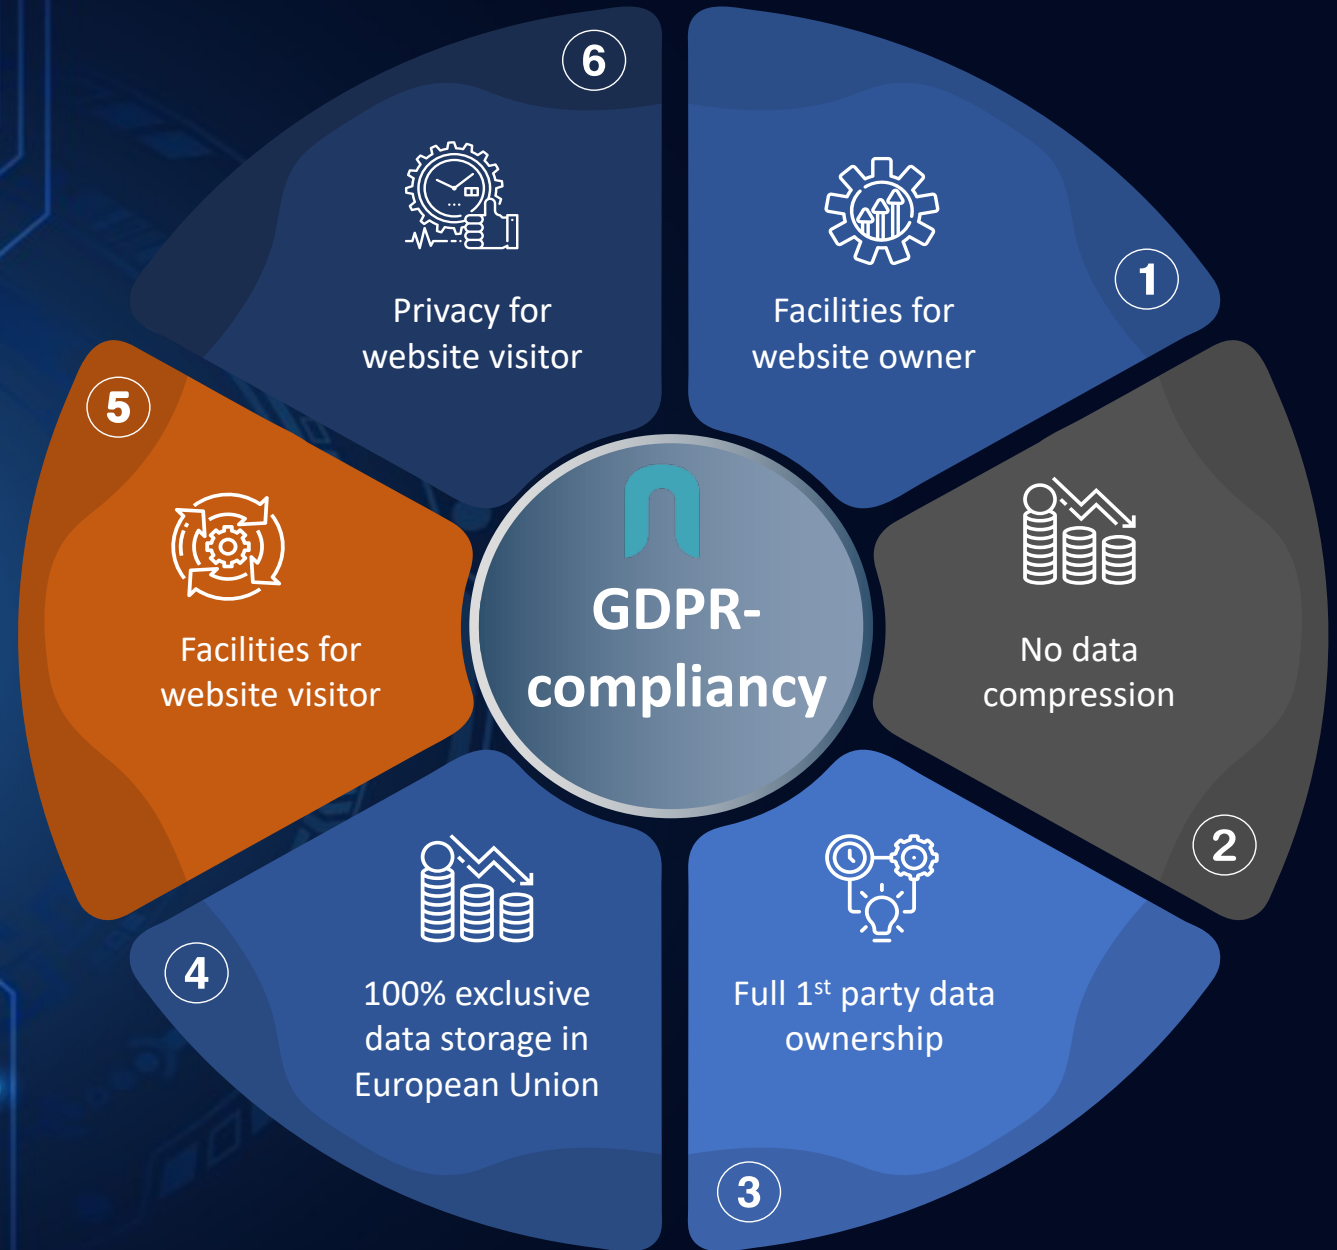 GDPR-
compliancy
1
Facilities for
website owner
2
No data
compression
3
Full 1st party data
ownership
4
100% exclusive
data storage in
European Union
5
Facilities for
website visitor
6
Privacy for
website visitor